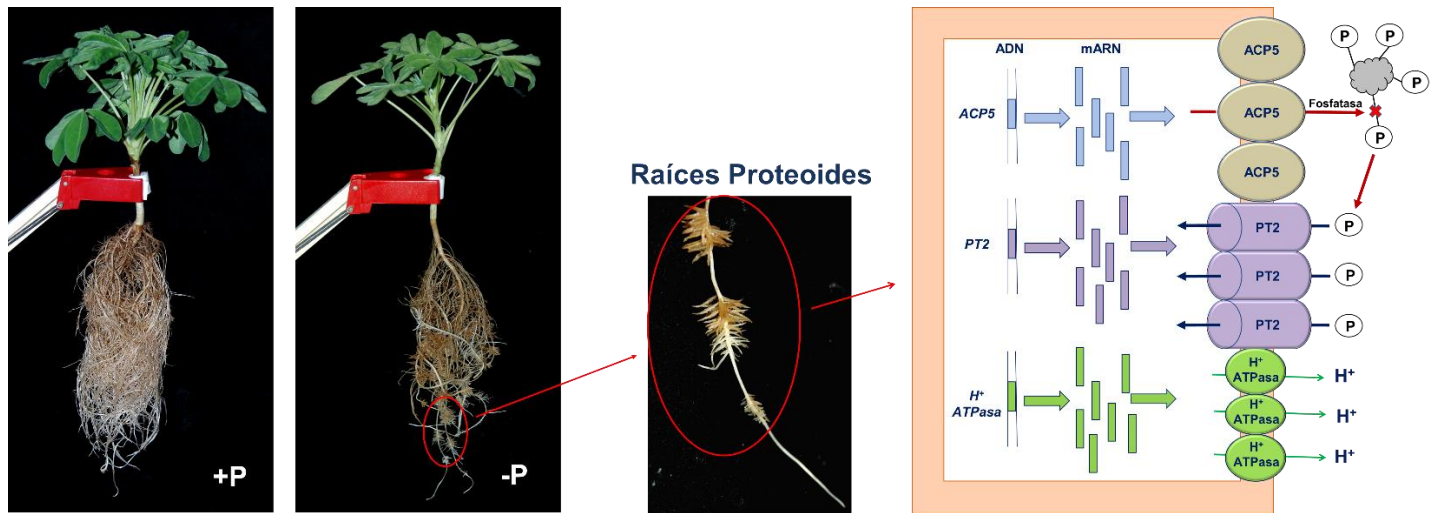 +P
-P
Raíces Proteoides
ADN
mARN
ACP5
PT2
H⁺
ATPasa
ACP5
ACP5
ACP5
Fosfatasa
P
P
P
P
PT2
P
PT2
P
PT2
P
H⁺
ATPasa
H⁺
H⁺
ATPasa
H⁺
H⁺
ATPasa
H⁺